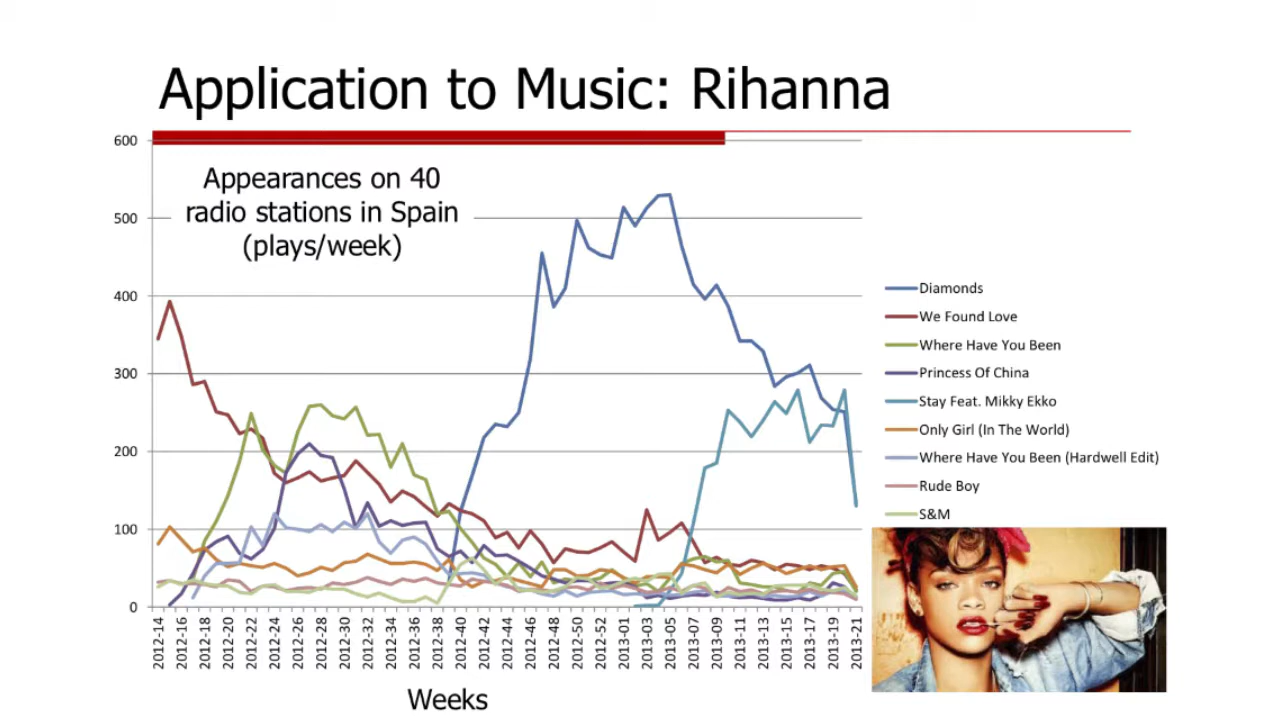 Application to Music: Rihanna
600
500
400
300
200
100
0
Appearances on 40
radio stations in Spain
(plays/week)
Diamonds
We Found Love
Where Have You Been
Princess Of China
Stay Feat. Mikky Ekko
Only Girl (In The World)
Where Have You Been (Hardwell Edit)
Rude Boy
S&M
2012-14
2012-16
2012-18
2012-20
2012-22
2012-24
2012-26
2012-28
2012-30
2012-32
2012-34
2012-36
2012-38
2012-40
2012-42
2012-44
2012-46
2012-48
2012-50
2012-52
2013-01
2013-03
2013-05
2013-07
2013-09
2013-11
2013-13
2013-15
2013-17
2013-19
2013-21
Weeks